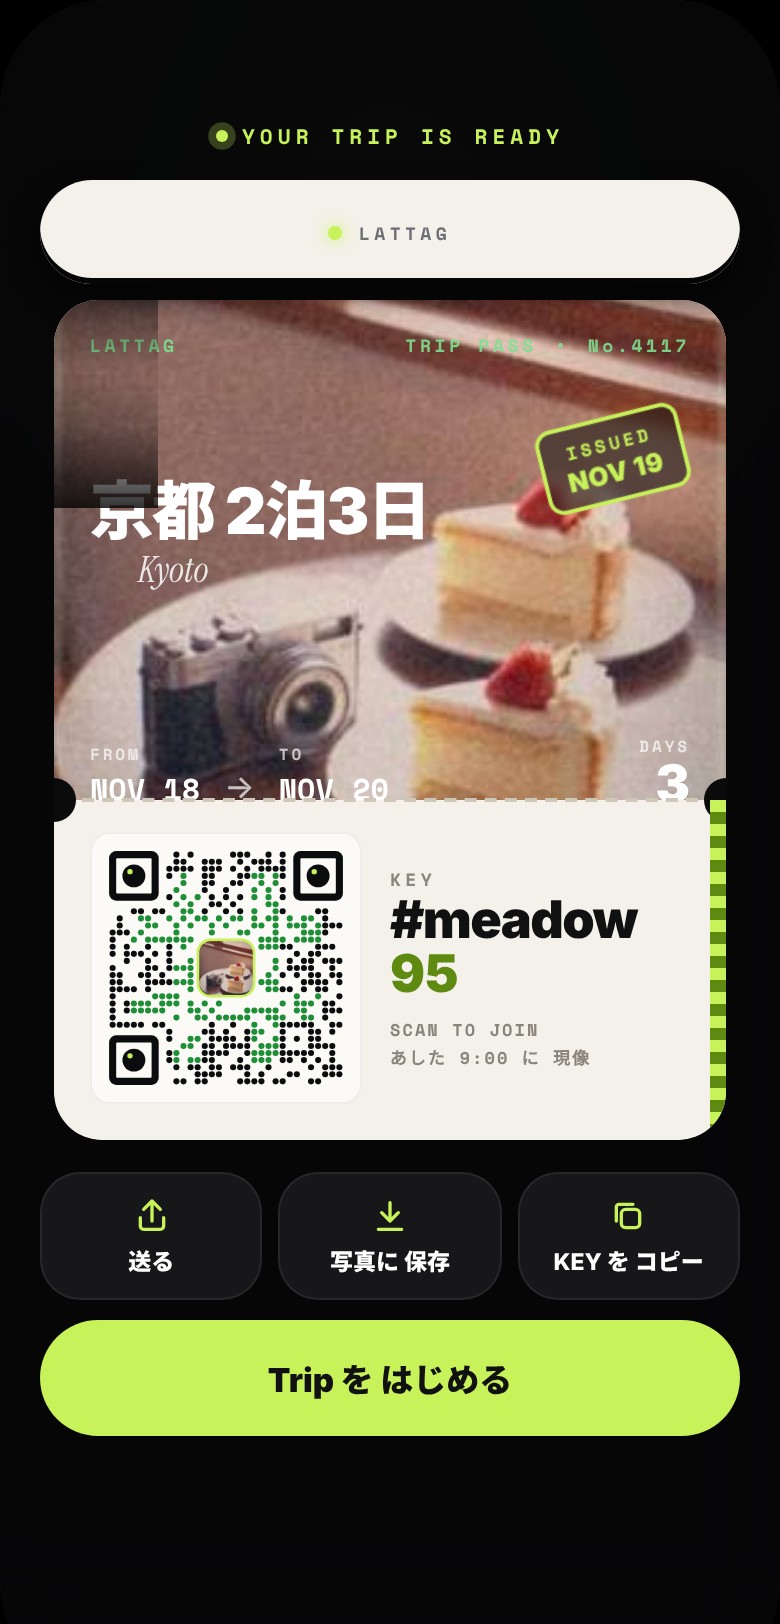 YOUR TRIP IS READY
LATTAG
LATTAG
TRIP PASS • No.4117
ISSUED
NOV 19
京都 2泊3日
Kyoto
FROM
TO
DAYS
NOV 18 → NOV 20
3
KEY
#meadow
95
SCAN TO JOIN
あした 9:00 に 現像
送る
写真に 保存
KEY を コピー
Trip を はじめる